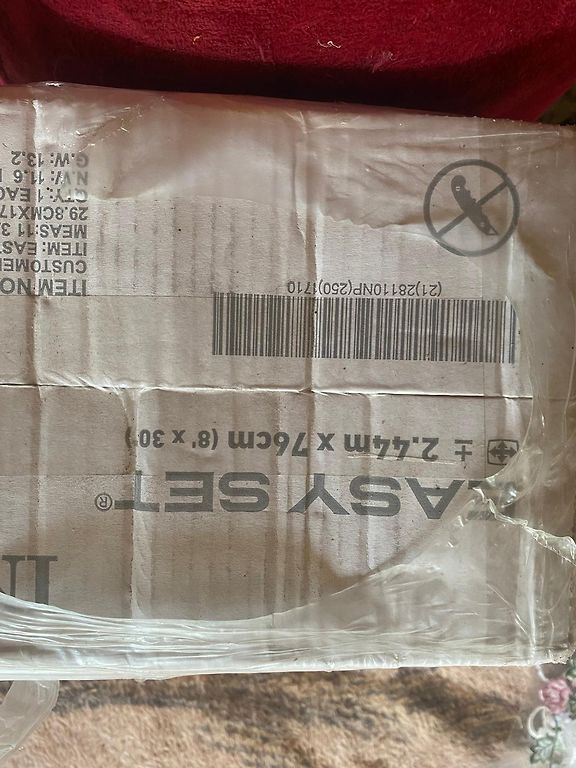 EASY SET®
± 2.44m x 76cm (8' x 30")
(21)28110NP(250)1710
ITEM NO
CUSTOME
ITEM: EAS
MEAS:11 3
29.8CMX17
QTY: 1 EAC
N.W: 11.6
G.W: 13.2